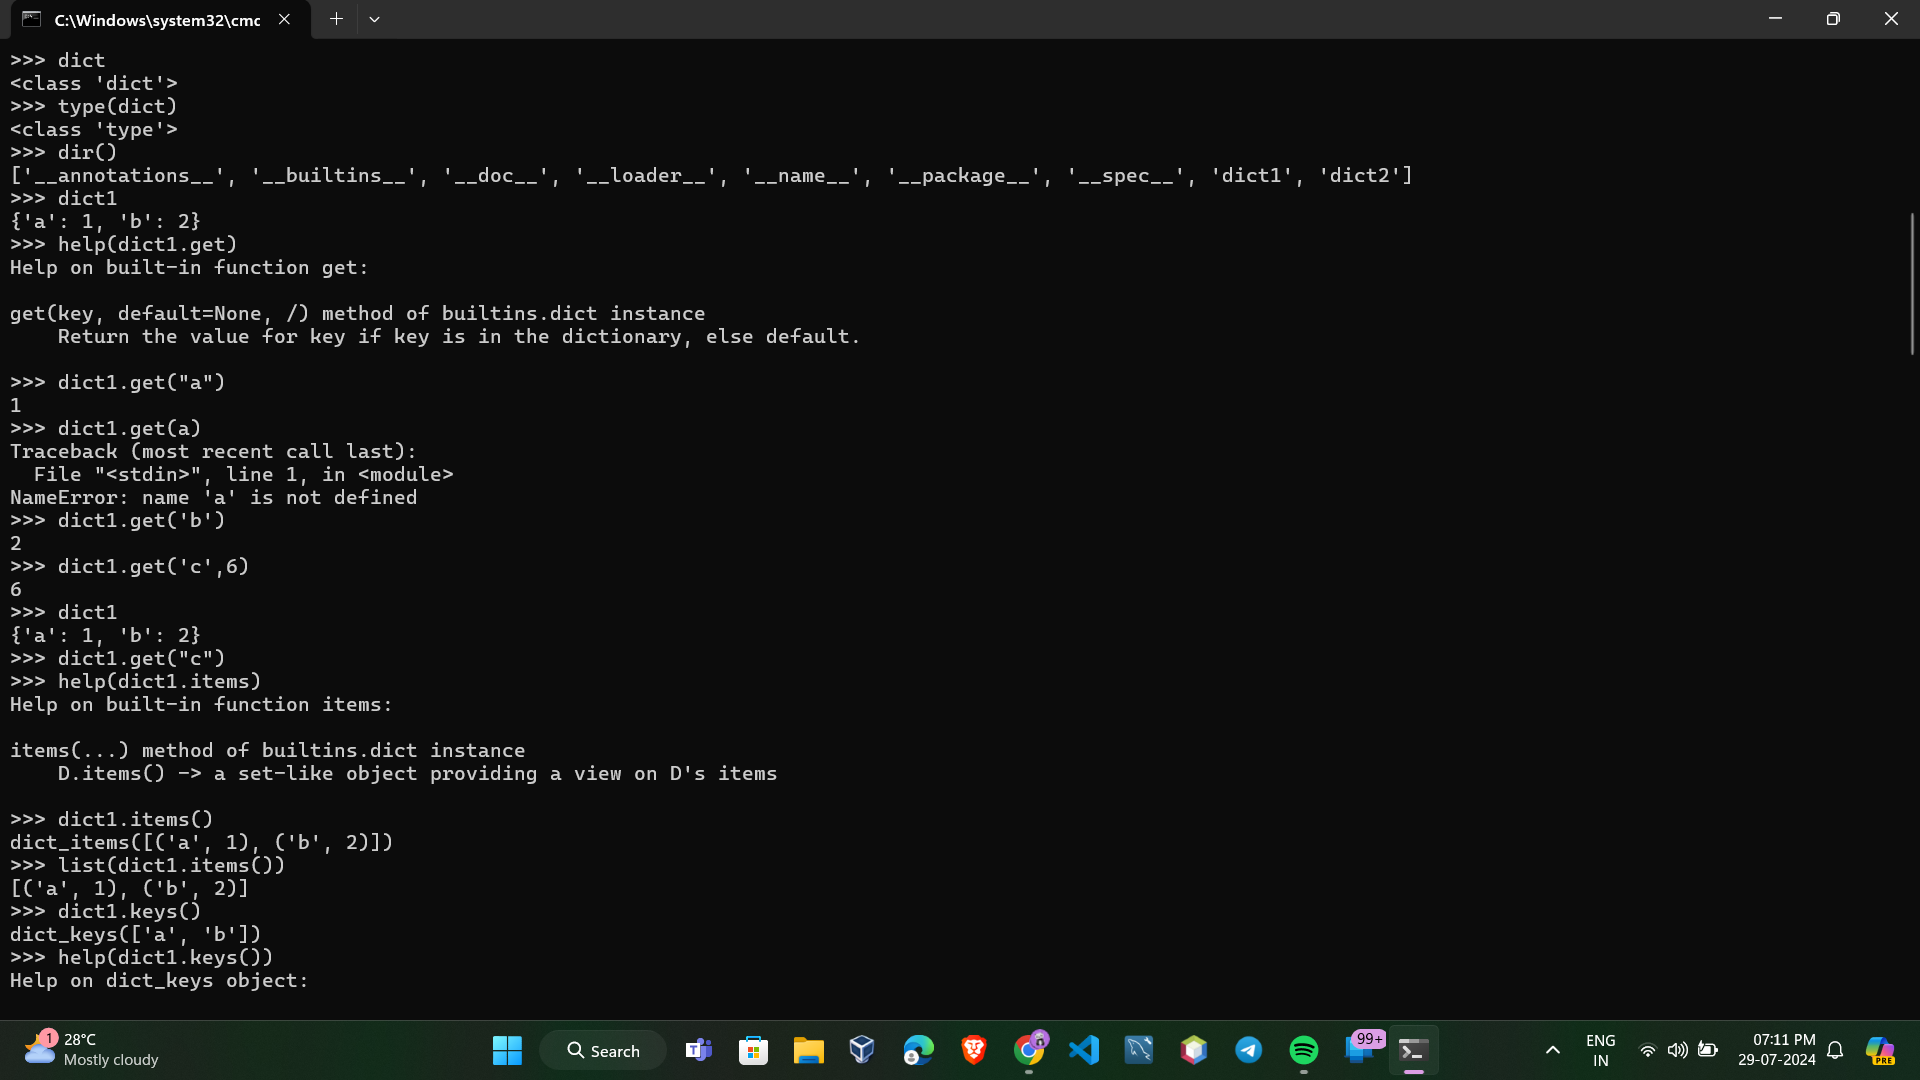 C:\Windows\system32\cmc
>>> dict
<class 'dict'>
>>> type(dict)
<class 'type'>
>>> dir()
['__annotations__', '__builtins__', '__doc__', '__loader__', '__name__', '__package__', '__spec__', 'dict1', 'dict2']
>>> dict1
{'a': 1, 'b': 2}
>>> help(dict1.get)
Help on built-in function get:

get(key, default=None, /) method of builtins.dict instance
    Return the value for key if key is in the dictionary, else default.

>>> dict1.get("a")
1
>>> dict1.get(a)
Traceback (most recent call last):
  File "<stdin>", line 1, in <module>
NameError: name 'a' is not defined
>>> dict1.get('b')
2
>>> dict1.get('c',6)
6
>>> dict1
{'a': 1, 'b': 2}
>>> dict1.get("c")
>>> help(dict1.items)
Help on built-in function items:

items(...) method of builtins.dict instance
    D.items() -> a set-like object providing a view on D's items

>>> dict1.items()
dict_items([('a', 1), ('b', 2)])
>>> list(dict1.items())
[('a', 1), ('b', 2)]
>>> dict1.keys()
dict_keys(['a', 'b'])
>>> help(dict1.keys())
Help on dict_keys object:
1
28°C
Mostly cloudy
Search
99+
ENG
IN
07:11 PM
29-07-2024
PRE